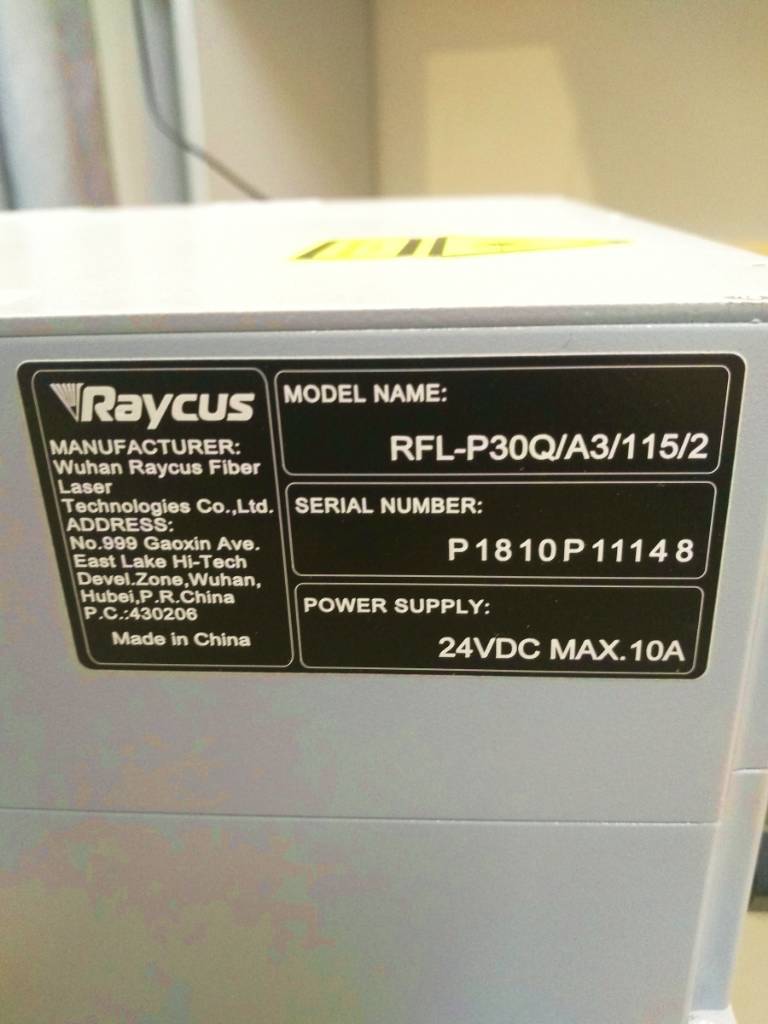 Raycus
MANUFACTURER:
Wuhan Raycus Fiber
Laser
Technologies Co.,Ltd.
ADDRESS:
No.999 Gaoxin Ave.
East Lake Hi-Tech
Devel.Zone,Wuhan,
Hubei,P.R.China
P.C.:430206
Made in China
MODEL NAME:
RFL-P30Q/A3/115/2
SERIAL NUMBER:
P1810P11148
POWER SUPPLY:
24VDC MAX.10A